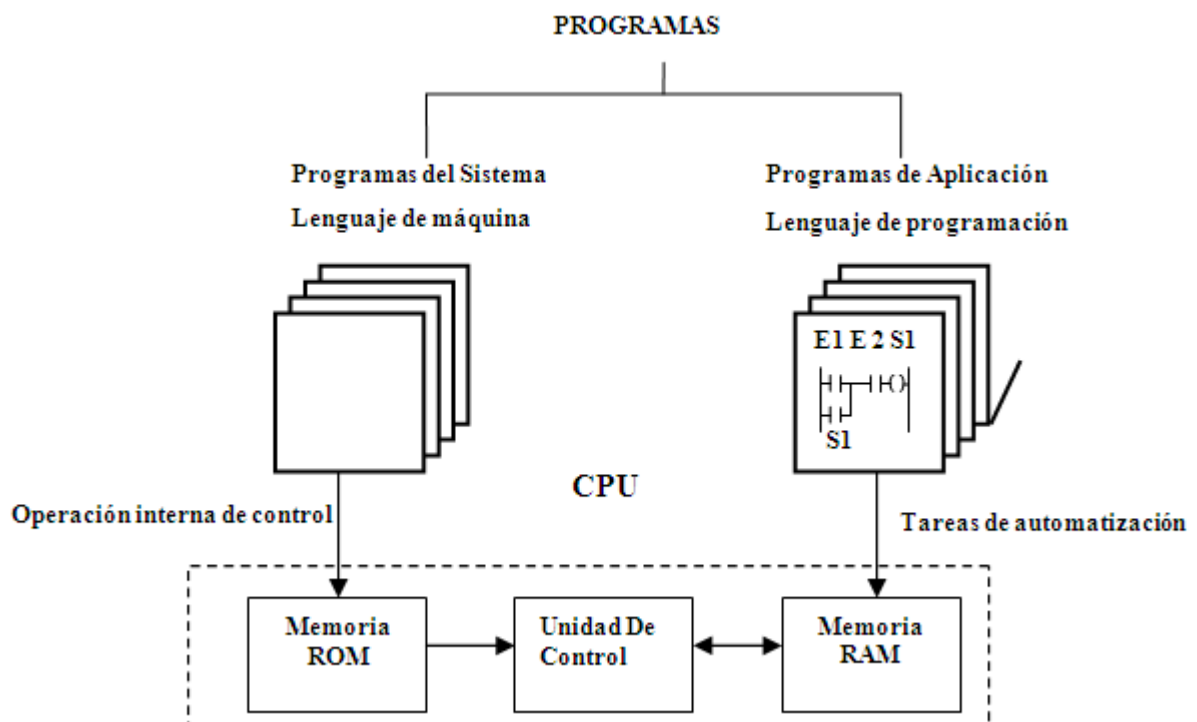 PROGRAMAS
Programas del Sistema
Lenguaje de máquina
Programas de Aplicación
Lenguaje de programación
E1 E 2 S1
S1
CPU
Operación interna de control
Tareas de automatización
Memoria
ROM
Unidad De
Control
Memoria
RAM